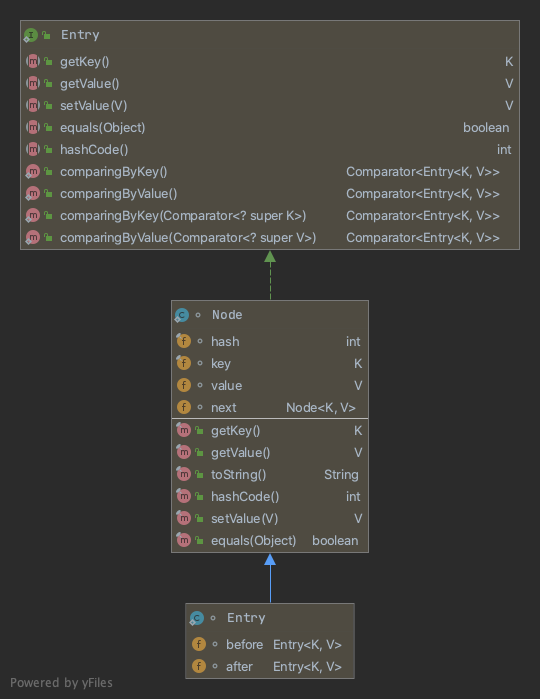 Entry
getKey() K
getValue() V
setValue(V) V
equals(Object) boolean
hashCode() int
comparingByKey() Comparator<Entry<K, V>>
comparingByValue() Comparator<Entry<K, V>>
comparingByKey(Comparator<? super K>) Comparator<Entry<K, V>>
comparingByValue(Comparator<? super V>) Comparator<Entry<K, V>>
Node
hash int
key K
value V
next Node<K, V>
getKey() K
getValue() V
toString() String
hashCode() int
setValue(V) V
equals(Object) boolean
Entry
before Entry<K, V>
after Entry<K, V>
Powered by yFiles